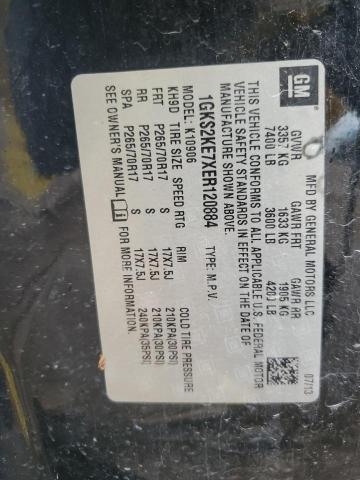 GM
MFD BY GENERAL MOTORS LLC 07/13
GVWR GAWR FRT GAWR RR
3357 KG 1633 KG 1905 KG
7400 LB 3600 LB 4200 LB
THIS VEHICLE CONFORMS TO ALL APPLICABLE U.S. FEDERAL MOTOR
VEHICLE SAFETY STANDARDS IN EFFECT ON THE DATE OF
MANUFACTURE SHOWN ABOVE.
1GKS2KE7XER120884 TYPE: M.P.V.
MODEL: K10906
KH9D TIRE SIZE SPEED RTG RIM COLD TIRE PRESSURE
FRT P265/70R17 S 17X7.5J 210KPA(30PSI)
RR P265/70R17 S 17X7.5J 210KPA(30PSI)
SPA P265/70R17 S 17X7.5J 240KPA(35PSI)
SEE OWNER'S MANUAL FOR ADDITIONAL INFORMATION.